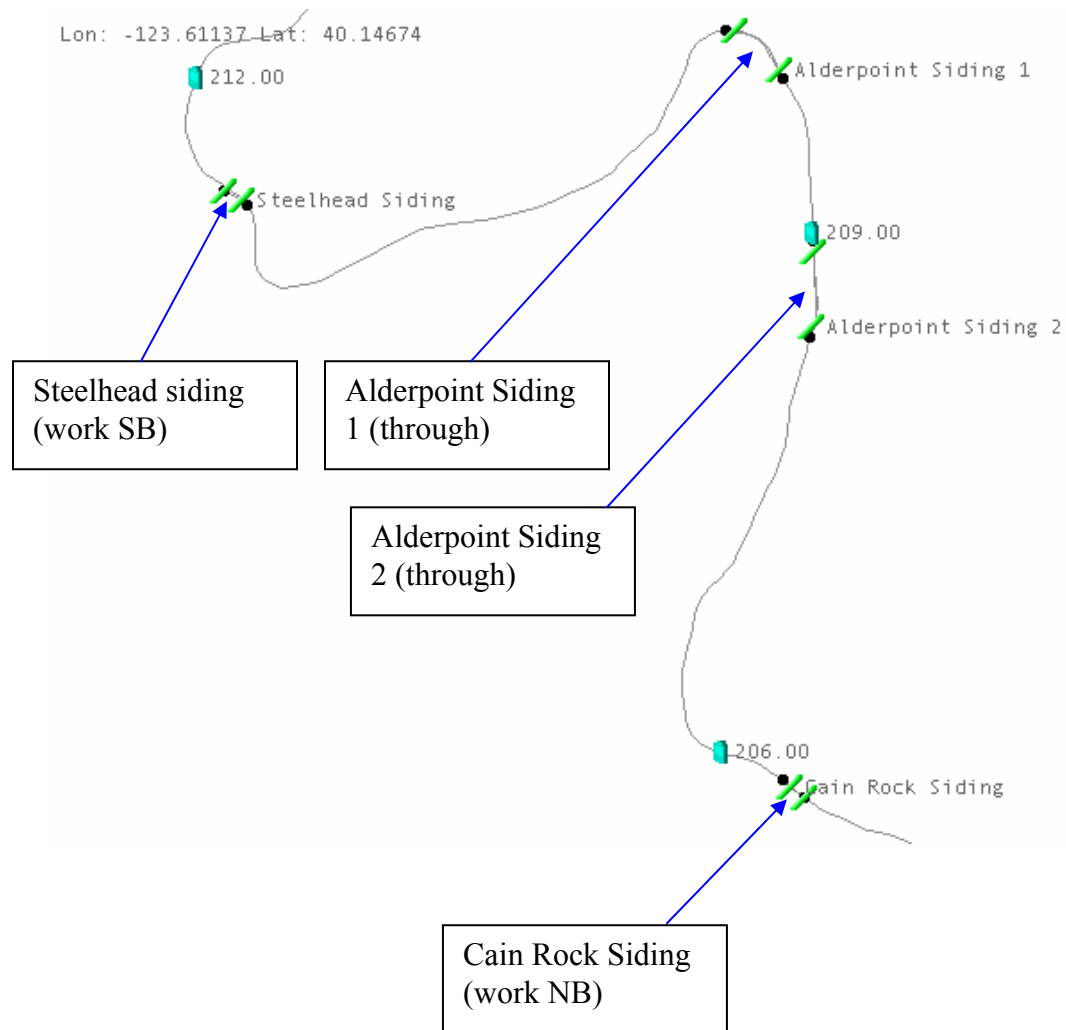 Lon: -123.61137 Lat: 40.14674
212.00
Alderpoint Siding 1
Steelhead Siding
209.00
Alderpoint Siding 2
Steelhead siding
(work SB)
Alderpoint Siding
1 (through)
Alderpoint Siding
2 (through)
206.00
Cain Rock Siding
Cain Rock Siding
(work NB)